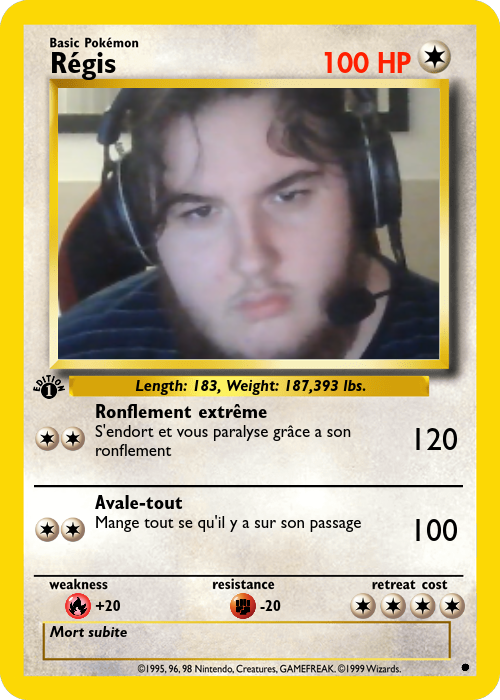 Basic Pokémon
Régis
100 HP
EDITION
1
Length: 183, Weight: 187,393 lbs.
Ronflement extrême
S'endort et vous paralyse grâce a son
ronflement
120
Avale-tout
Mange tout se qu'il y a sur son passage
100
weakness
resistance
retreat cost
+20
-20
Mort subite
©1995, 96, 98 Nintendo, Creatures, GAMEFREAK. ©1999 Wizards.